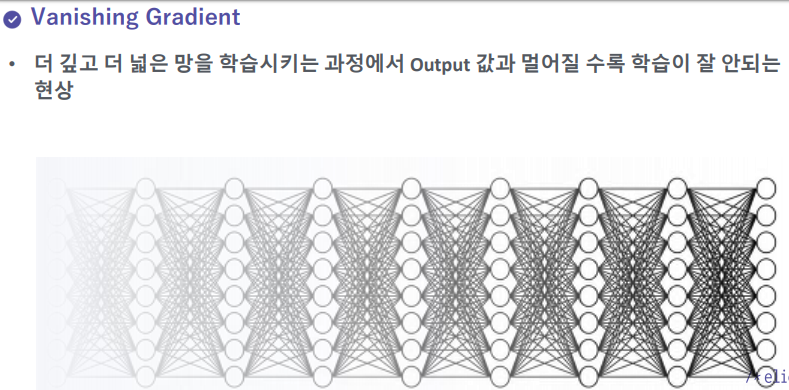 Vanishing Gradient
• 더 깊고 더 넓은 망을 학습시키는 과정에서 Output 값과 멀어질 수록 학습이 잘 안되는
현상